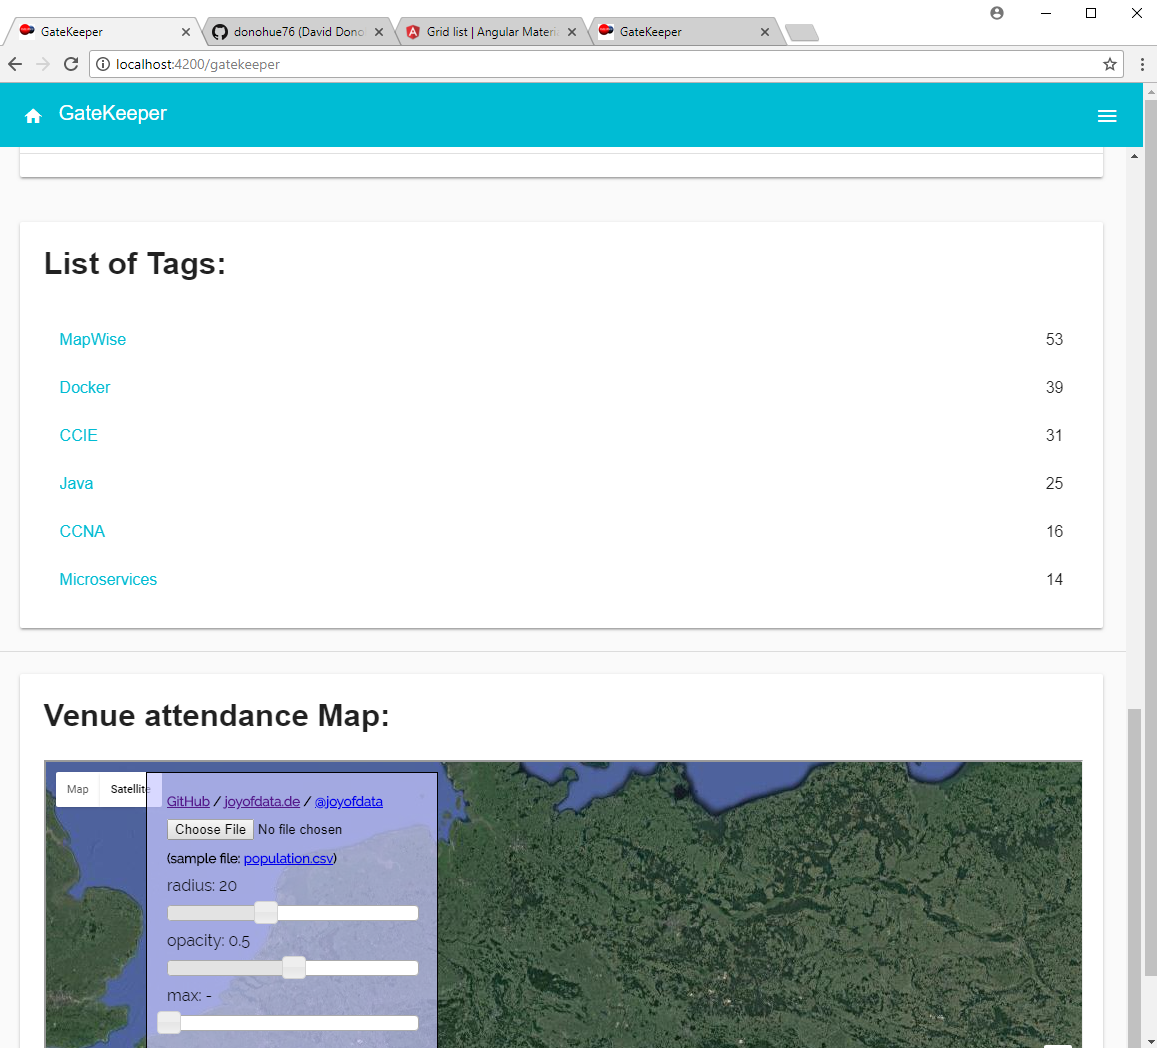 GateKeeper
donohue76 (David Dono
Grid list | Angular Materi
GateKeeper
localhost:4200/gatekeeper
GateKeeper
List of Tags:
MapWise 53
Docker 39
CCIE 31
Java 25
CCNA 16
Microservices 14
Venue attendance Map:
Map Satellite
GitHub / joyofdata.de / @joyofdata
Choose File No file chosen
(sample file: population.csv)
radius: 20
opacity: 0.5
max: -